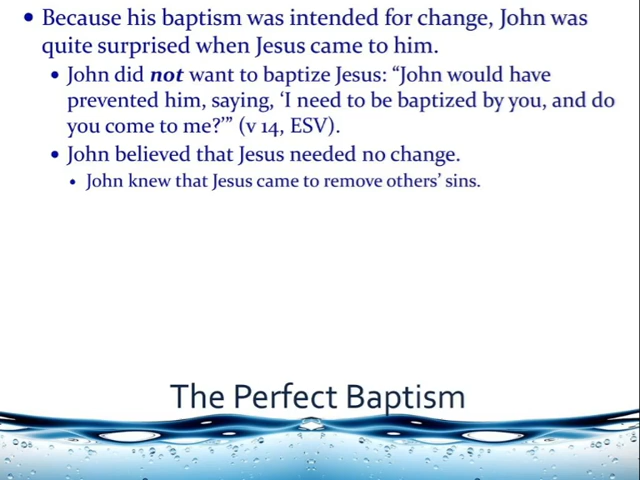 • Because his baptism was intended for change, John was
quite surprised when Jesus came to him.
• John did not want to baptize Jesus: “John would have
prevented him, saying, ‘I need to be baptized by you, and do
you come to me?’” (v 14, ESV).
• John believed that Jesus needed no change.
• John knew that Jesus came to remove others’ sins.
The Perfect Baptism